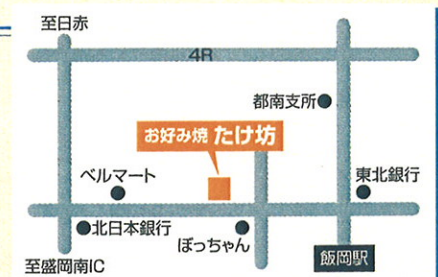 至日赤
4R
都南支所
お好み焼 たけ坊
ベルマート
東北銀行
北日本銀行
ぼっちゃん
飯岡駅
至盛岡南IC